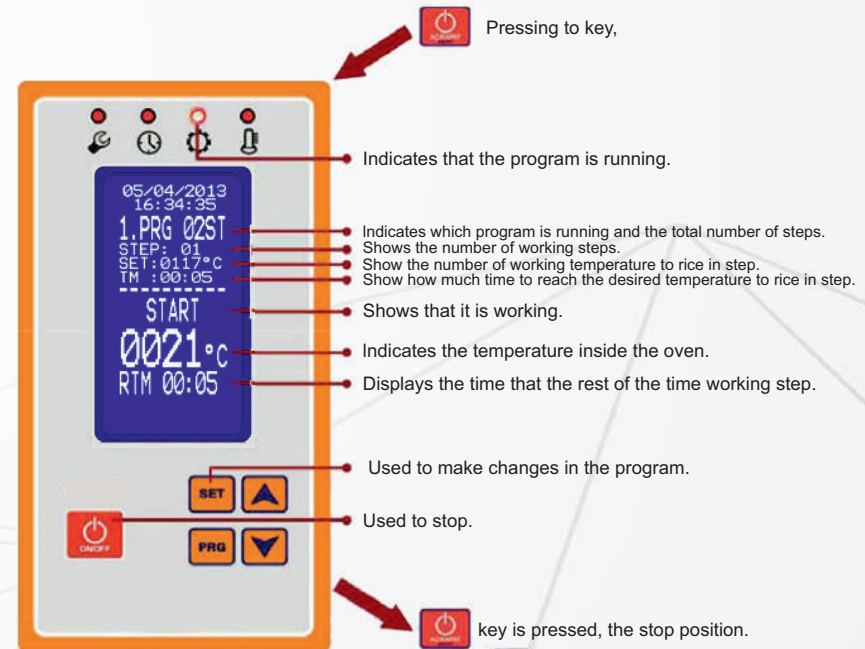 Pressing to key,
Indicates that the program is running.
05/04/2013
16:34:35
1.PRG 02ST
Indicates which program is running and the total number of steps.
STEP: 01
Shows the number of working steps.
SET:0117°C
Show the number of working temperature to rice in step.
TM :00:05
Show how much time to reach the desired temperature to rice in step.
START
Shows that it is working.
0021°C
Indicates the temperature inside the oven.
RTM 00:05
Displays the time that the rest of the time working step.
SET
Used to make changes in the program.
ON/OFF
Used to stop.
PRG
key is pressed, the stop position.